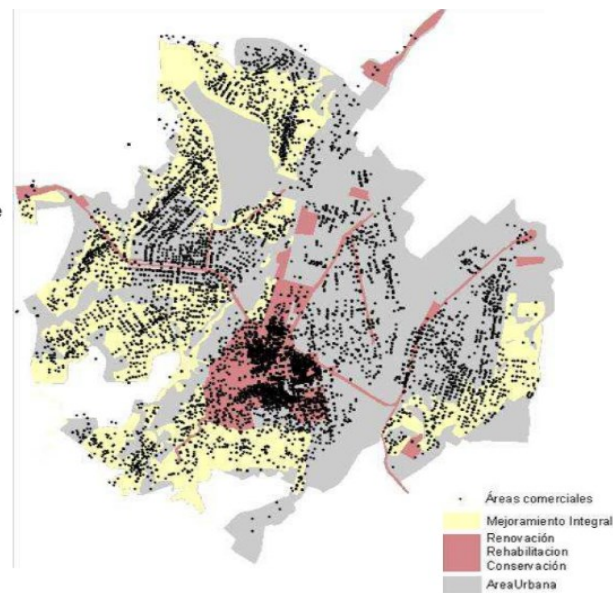 e
Áreas comerciales
Mejoramiento Integral
Renovación
Rehabilitacion
Conservación
AreaUrbana